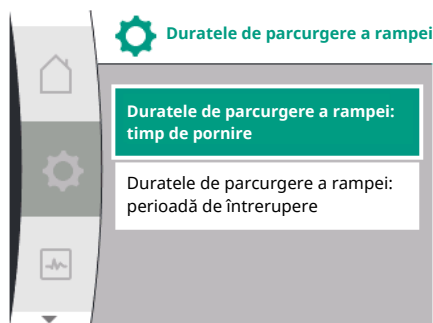 Duratele de parcurgere a rampei
Duratele de parcurgere a rampei:
timp de pornire
Duratele de parcurgere a rampei:
perioadă de întrerupere